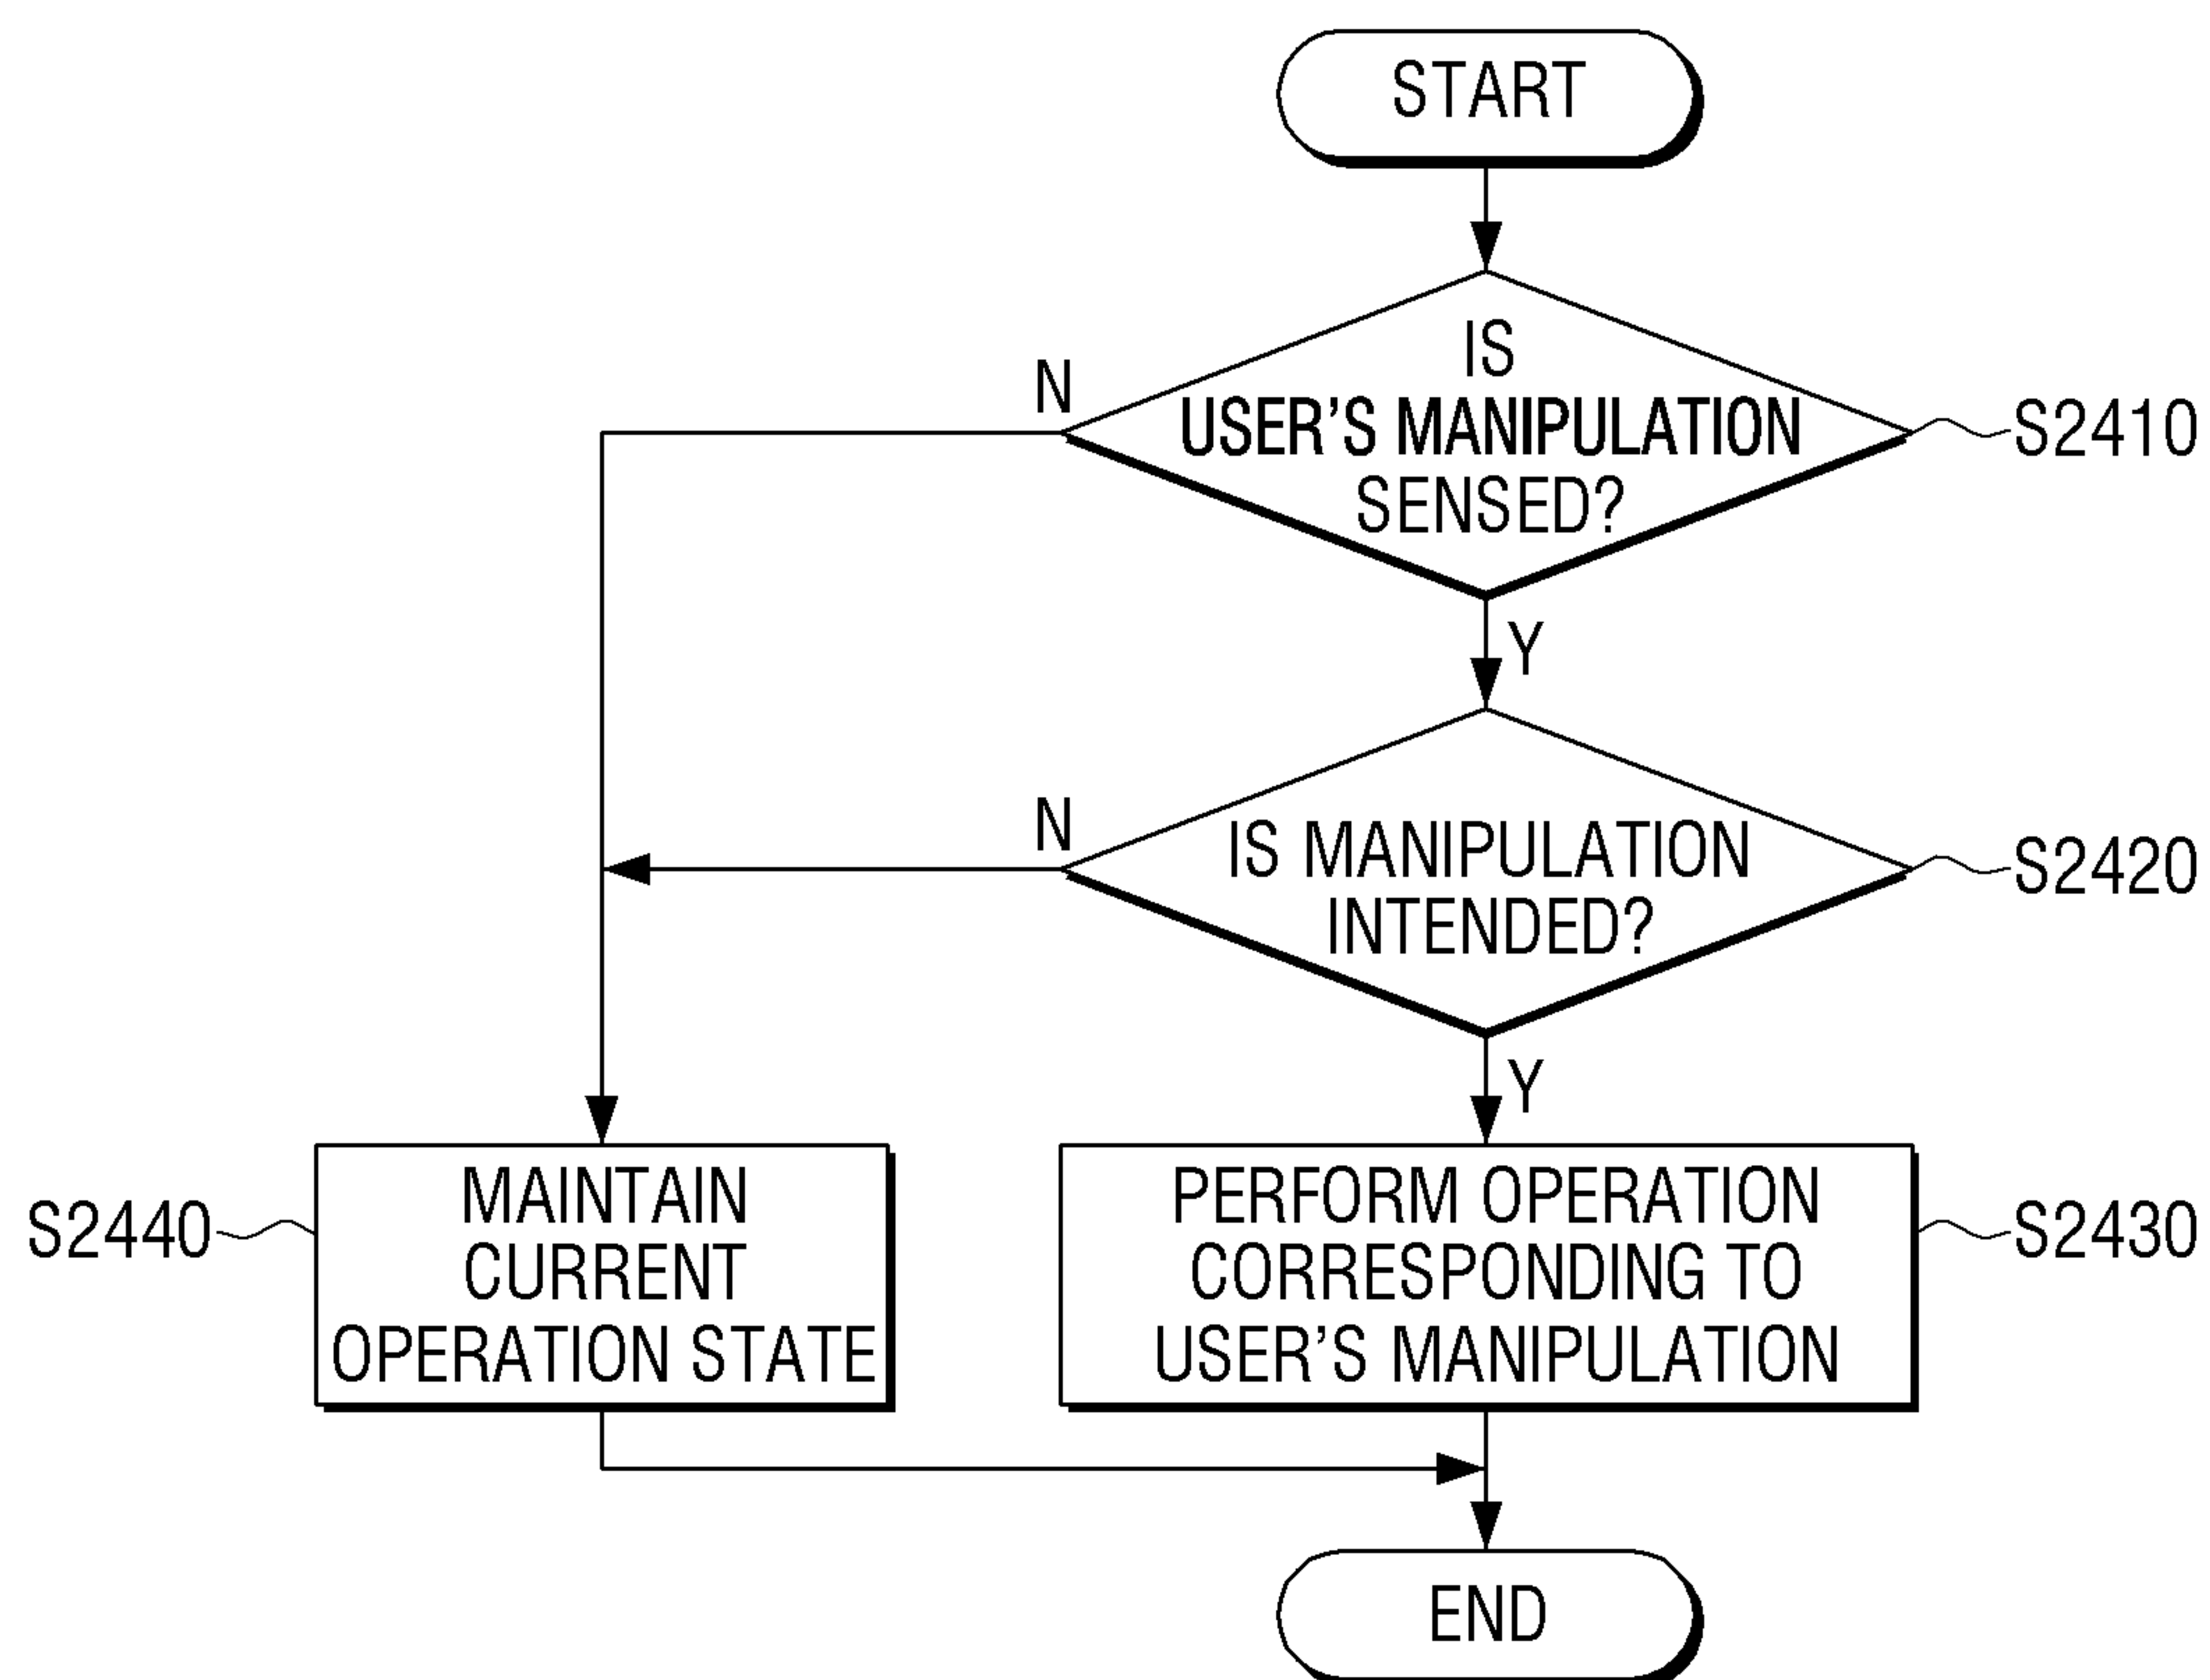 START
IS
USER'S MANIPULATION
SENSED?
N
S2410
Y
IS MANIPULATION
INTENDED?
N
S2420
Y
MAINTAIN
CURRENT
OPERATION STATE
S2440
PERFORM OPERATION
CORRESPONDING TO
USER'S MANIPULATION
S2430
END